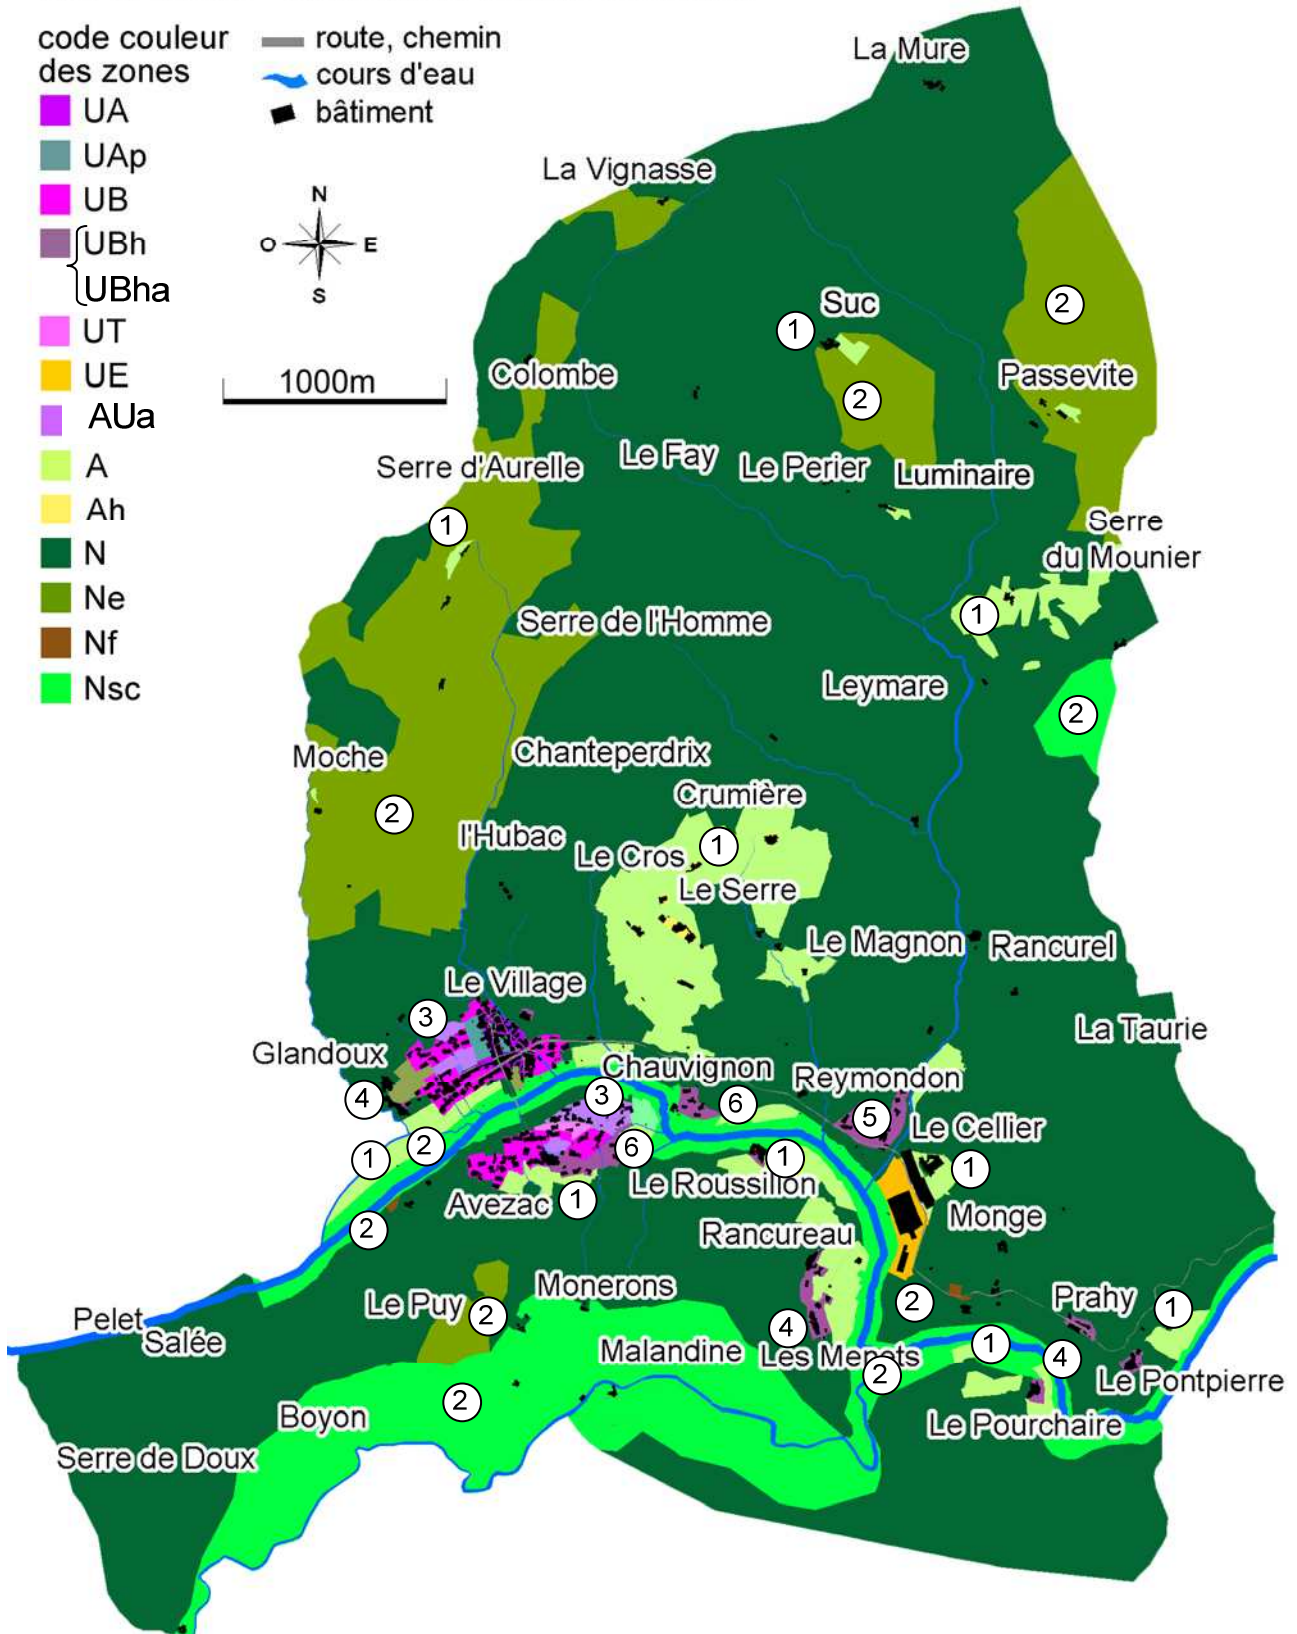 code couleur
des zones
UA
UAp
UB
UBh
UBha
UT
UE
AUa
A
Ah
N
Ne
Nf
Nsc
route, chemin
cours d'eau
bâtiment
N
O
E
S
1000m
La Mure
La Vignasse
2
Suc
1
Colombe
Passevite
2
Serre d'Aurelle
Le Fay
Le Perier
Luminaire
1
Serre
du Mounier
1
Serre de l'Homme
Leymare
2
Moche
Chanteperdrix
Crumière
2
l'Hubac
Le Cros
1
Le Serre
Le Magnon
Rancurel
Le Village
3
La Taurie
Glandoux
Chauvignon
Reymondon
4
3
6
5
Le Cellier
1
2
6
1
1
Le Roussillon
Avezac
1
Monge
2
Rancureau
Monerons
Le Puy
2
2
Prahy
1
Pelet
Salée
4
Malandine
Les Menets
1
4
2
Le Pontpierre
2
Boyon
Le Pourchaire
Serre de Doux